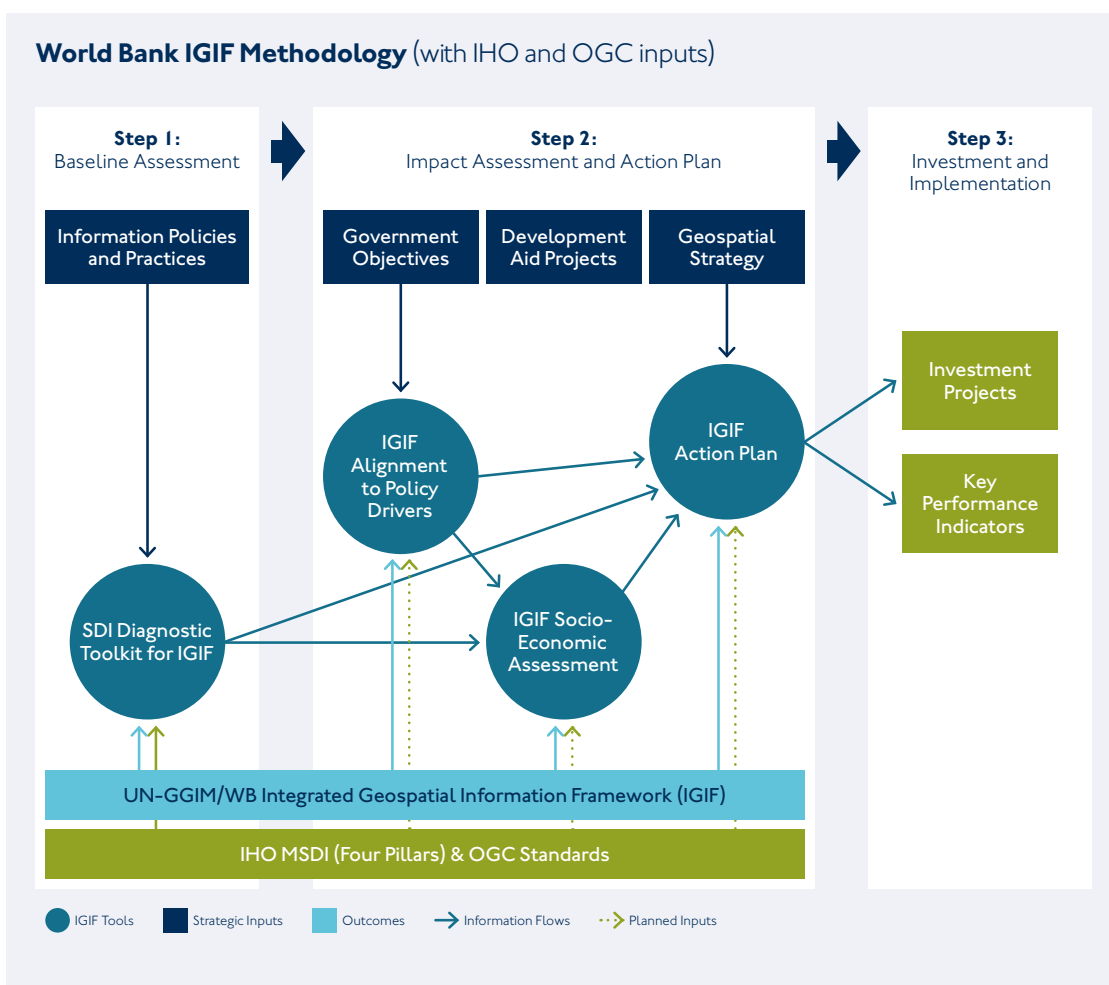 World Bank IGIF Methodology (with IHO and OGC inputs)
Step 1:
Baseline Assessment
Step 2:
Impact Assessment and Action Plan
Step 3:
Investment and
Implementation
Information Policies
and Practices
Government
Objectives
Development
Aid Projects
Geospatial
Strategy
Investment
Projects
IGIF
Action Plan
IGIF
Alignment
to Policy
Drivers
Key
Performance
Indicators
SDI Diagnostic
Toolkit for IGIF
IGIF Socio-
Economic
Assessment
UN-GGIM/WB Integrated Geospatial Information Framework (IGIF)
IHO MSDI (Four Pillars) & OGC Standards
IGIF Tools
Strategic Inputs
Outcomes
Information Flows
Planned Inputs